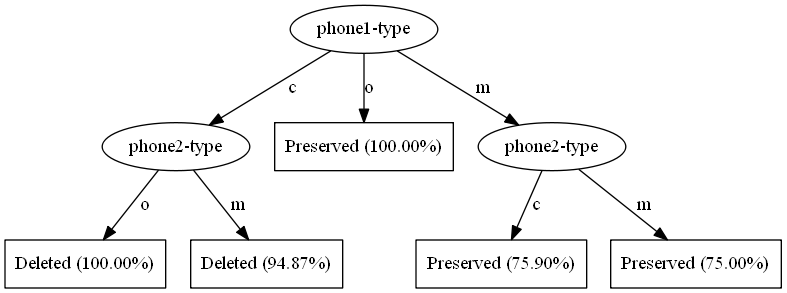 phone1-type
c
o
m
phone2-type
Preserved (100.00%)
phone2-type
o
m
c
m
Deleted (100.00%)
Deleted (94.87%)
Preserved (75.90%)
Preserved (75.00%)